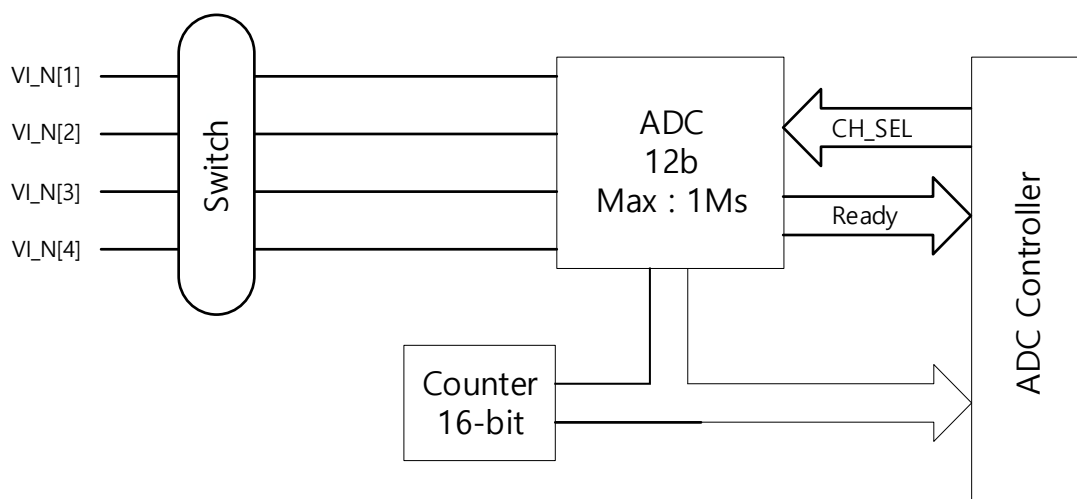 VI_N[1]
VI_N[2]
VI_N[3]
VI_N[4]
Switch
ADC
12b
Max : 1Ms
CH_SEL
Ready
Counter
16-bit
ADC Controller